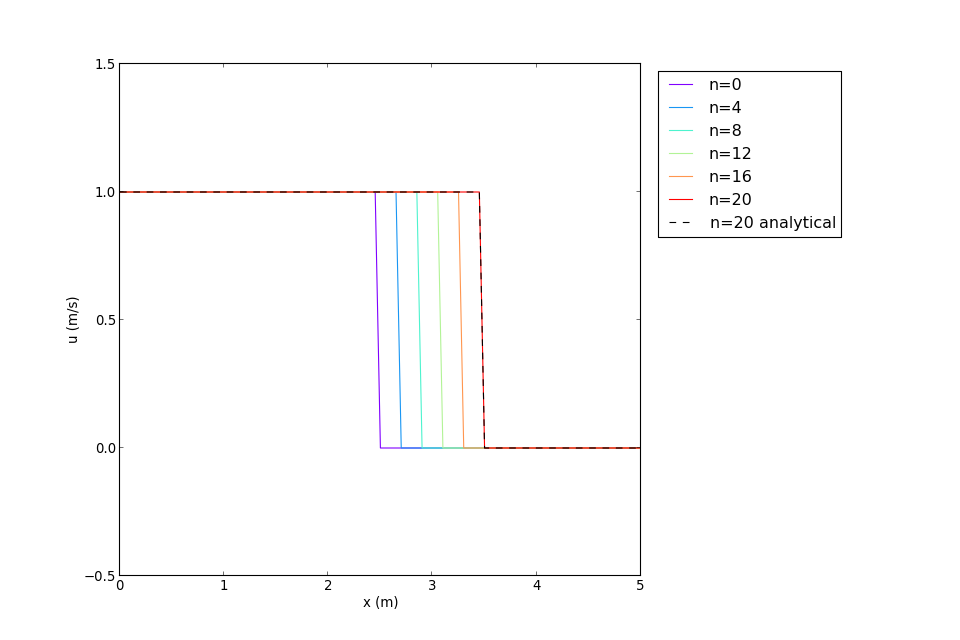 1.5
1.0
0.5
0.0
−0.5
u (m/s)
0 1 2 3 4 5
x (m)
n=0
n=4
n=8
n=12
n=16
n=20
n=20 analytical